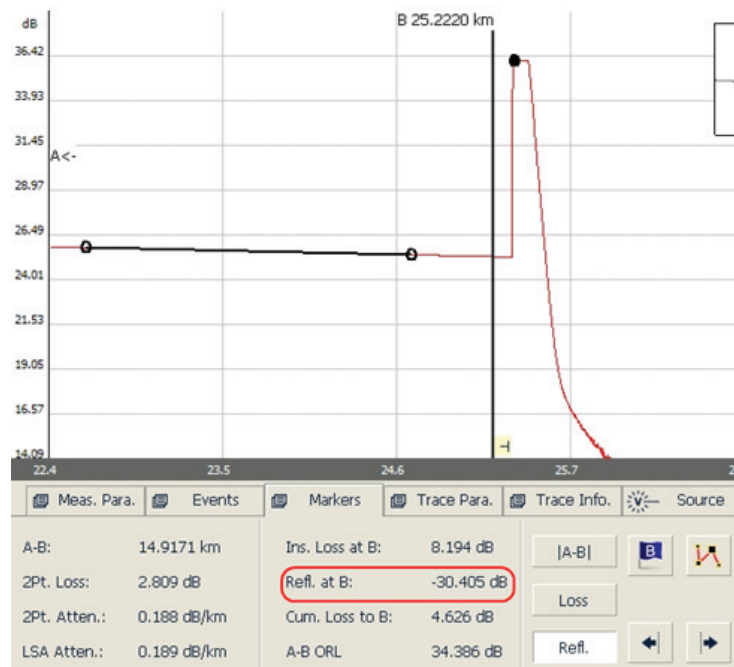 dB
B 25.2220 km
36.42
33.93
31.45
A<-
28.97
26.49
24.01
21.53
19.05
16.57
14.09
22.4 23.5 24.6 25.7 2
Meas. Para. Events Markers Trace Para. Trace Info. Source
A-B: 14.9171 km Ins. Loss at B: 8.194 dB |A-B| B
2Pt. Loss: 2.809 dB Refl. at B: -30.405 dB
Loss
2Pt. Atten.: 0.188 dB/km Cum. Loss to B: 4.626 dB
LSA Atten.: 0.189 dB/km A-B ORL 34.386 dB Refl.